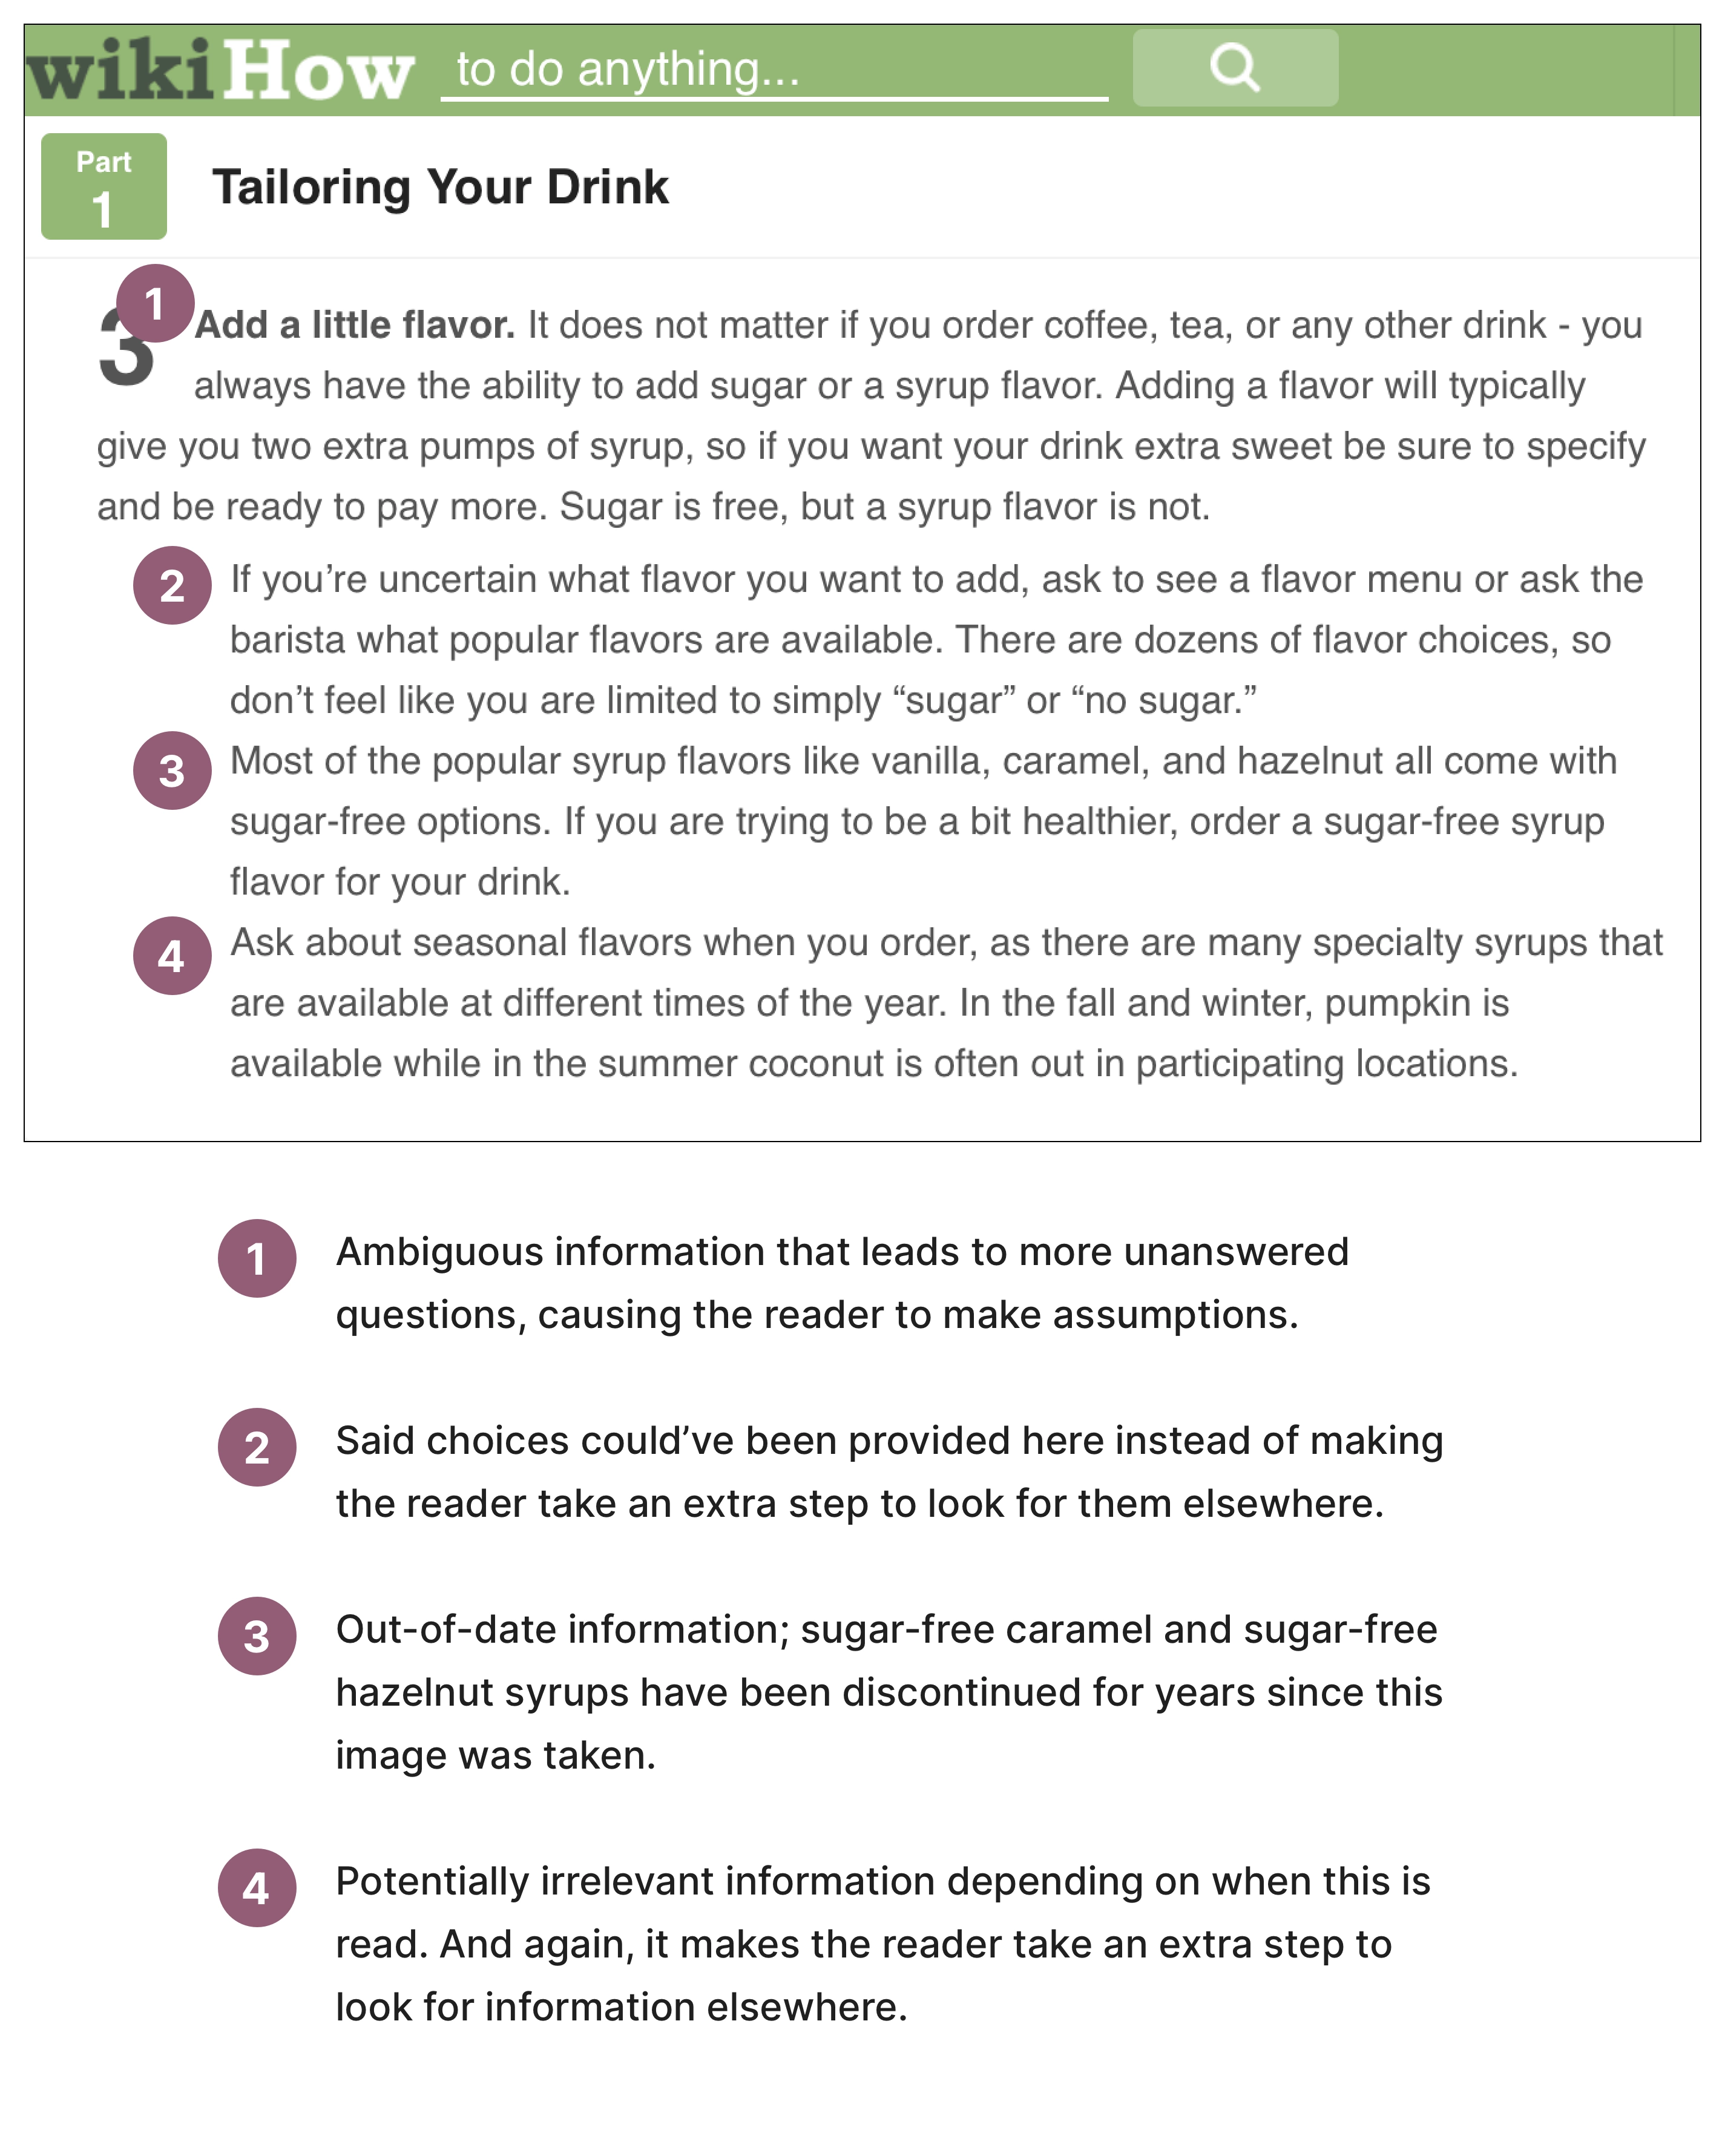 wikiHow to do anything...
Part
1
Tailoring Your Drink
1
3
Add a little flavor. It does not matter if you order coffee, tea, or any other drink - you
always have the ability to add sugar or a syrup flavor. Adding a flavor will typically
give you two extra pumps of syrup, so if you want your drink extra sweet be sure to specify
and be ready to pay more. Sugar is free, but a syrup flavor is not.
2 If you’re uncertain what flavor you want to add, ask to see a flavor menu or ask the
barista what popular flavors are available. There are dozens of flavor choices, so
don’t feel like you are limited to simply “sugar” or “no sugar.”
3 Most of the popular syrup flavors like vanilla, caramel, and hazelnut all come with
sugar-free options. If you are trying to be a bit healthier, order a sugar-free syrup
flavor for your drink.
4 Ask about seasonal flavors when you order, as there are many specialty syrups that
are available at different times of the year. In the fall and winter, pumpkin is
available while in the summer coconut is often out in participating locations.
1 Ambiguous information that leads to more unanswered
questions, causing the reader to make assumptions.
2 Said choices could’ve been provided here instead of making
the reader take an extra step to look for them elsewhere.
3 Out-of-date information; sugar-free caramel and sugar-free
hazelnut syrups have been discontinued for years since this
image was taken.
4 Potentially irrelevant information depending on when this is
read. And again, it makes the reader take an extra step to
look for information elsewhere.